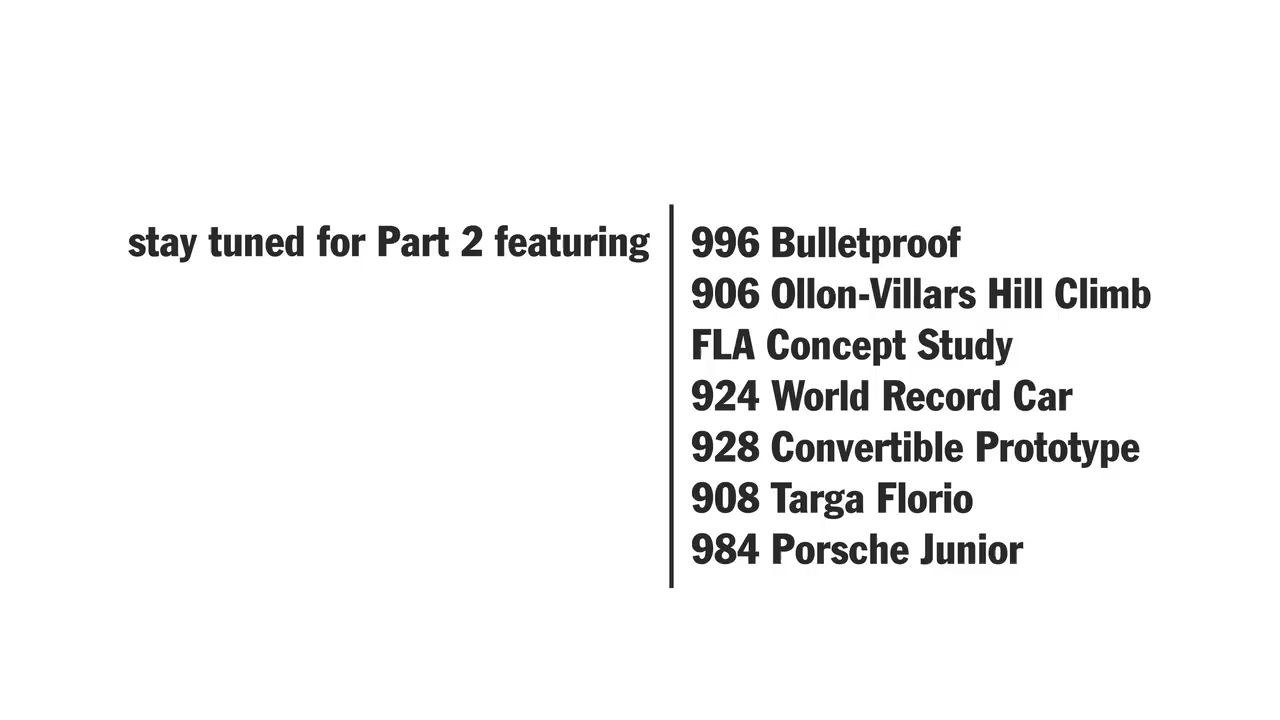 stay tuned for Part 2 featuring
996 Bulletproof
906 Ollon-Villars Hill Climb
FLA Concept Study
924 World Record Car
928 Convertible Prototype
908 Targa Florio
984 Porsche Junior